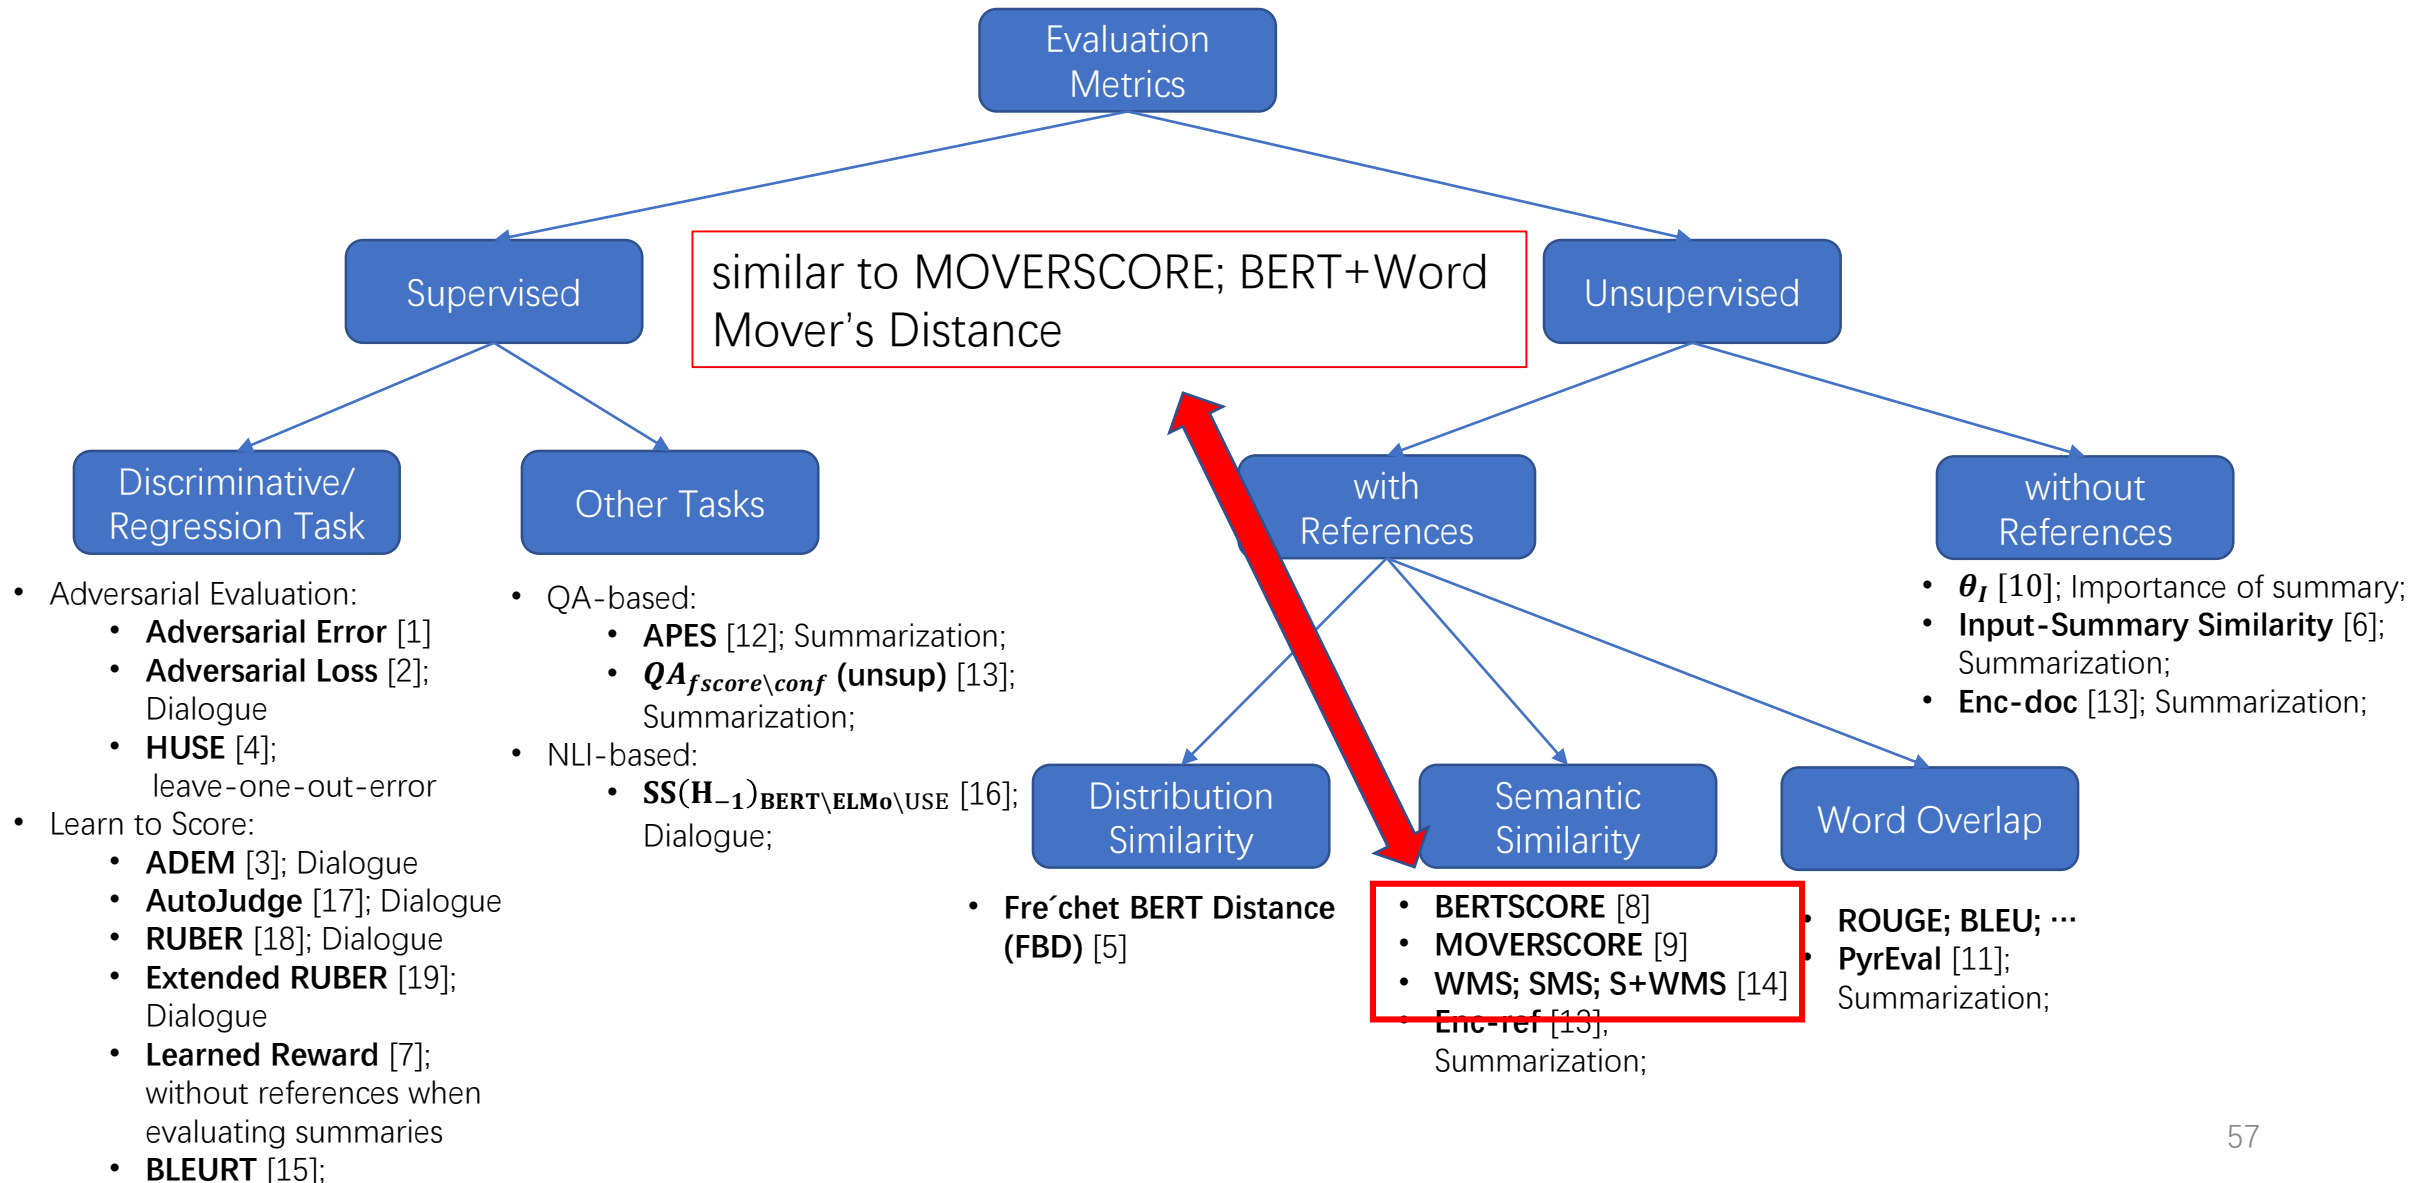 Evaluation
Metrics
Supervised
similar to MOVERSCORE; BERT+Word
Mover’s Distance
Unsupervised
Discriminative/
Regression Task
Other Tasks
with
References
without
References
• Adversarial Evaluation:
• Adversarial Error [1]
• Adversarial Loss [2];
Dialogue
• HUSE [4];
leave-one-out-error
• Learn to Score:
• ADEM [3]; Dialogue
• AutoJudge [17]; Dialogue
• RUBER [18]; Dialogue
• Extended RUBER [19];
Dialogue
• Learned Reward [7];
without references when
evaluating summaries
• BLEURT [15];
• QA-based:
• APES [12]; Summarization;
• QA_{fscore\conf} (unsup) [13];
Summarization;
• NLI-based:
• SS(H₋₁)_{BERT\ELMo\USE} [16];
Dialogue;
• θ_I [10]; Importance of summary;
• Input-Summary Similarity [6];
Summarization;
• Enc-doc [13]; Summarization;
Distribution
Similarity
Semantic
Similarity
Word Overlap
• Fre´chet BERT Distance
(FBD) [5]
• BERTSCORE [8]
• MOVERSCORE [9]
• WMS; SMS; S+WMS [14]
• Enc-ref [13];
Summarization;
• ROUGE; BLEU; ···
• PyrEval [11];
Summarization;
57